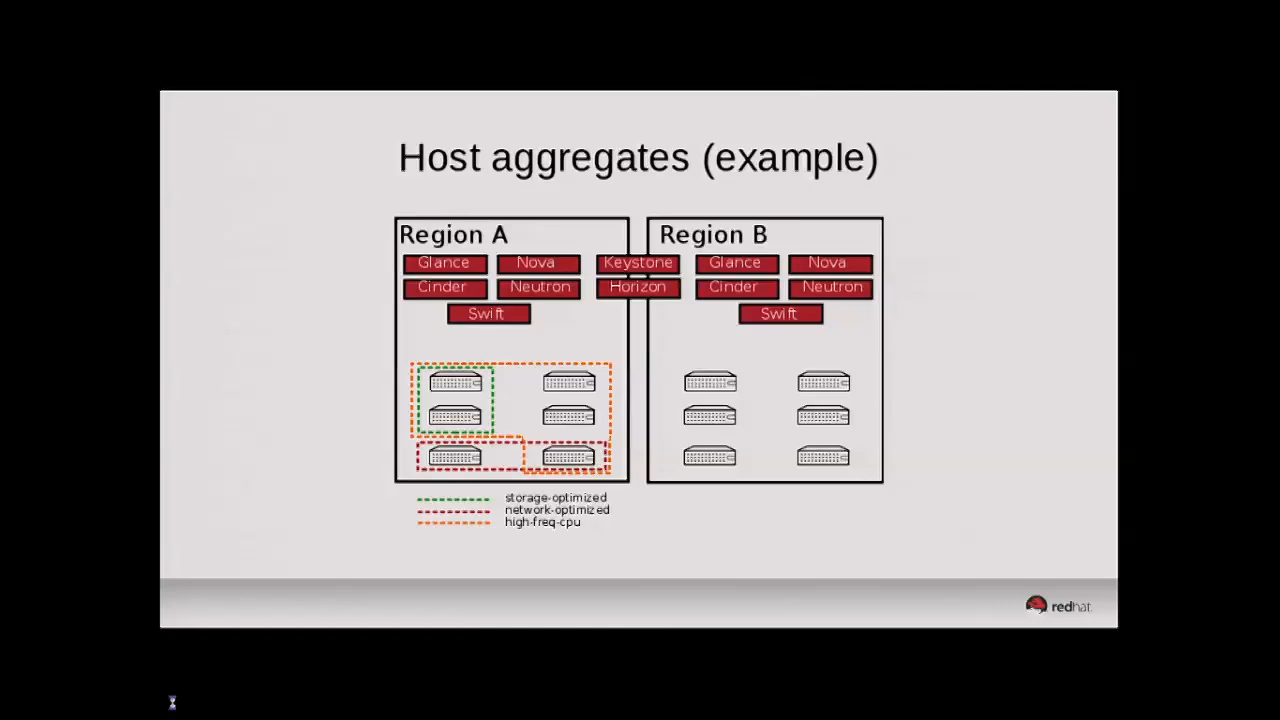 Host aggregates (example)
Region A
Region B
Glance
Nova
Keystone
Glance
Nova
Cinder
Neutron
Horizon
Cinder
Neutron
Swift
Swift
storage-optimized
network-optimized
high-freq-cpu
redhat.